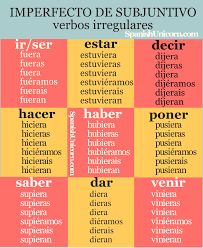 IMPERFECTO DE SUBJUNTIVO
verbos irregulares
SpanishUnicorn.com
ir/ser
fuera
fueras
fuera
fuéramos
fuerais
fueran
estar
estuviera
estuvieras
estuviera
estuviéramos
estuvierais
estuvieran
decir
dijera
dijeras
dijera
dijéramos
dijerais
dijeran
hacer
hiciera
hicieras
hiciera
hiciéramos
hicierais
hicieran
SpanishUnicorn.com
haber
hubiera
hubieras
hubiera
hubiéramos
hubierais
hubieran
poner
pusiera
pusieras
pusiera
pusiéramos
pusierais
pusieran
saber
supiera
supieras
supiera
supiéramos
supierais
supieran
dar
diera
dieras
diera
diéramos
dierais
dieran
venir
viniera
vinieras
viniera
viniéramos
vinierais
vinieran